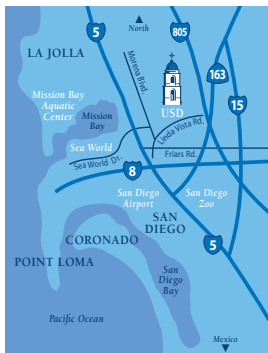 5
North
805
LA JOLLA
Morena Blvd.
163
USD
15
Mission Bay
Aquatic
Center
Mission
Bay
Linda Vista Rd.
Sea World
Friars Rd.
Sea World Dr.
8
San Diego
Airport
San Diego
Zoo
SAN
DIEGO
CORONADO
5
POINT LOMA
San
Diego
Bay
Pacific Ocean
Mexico